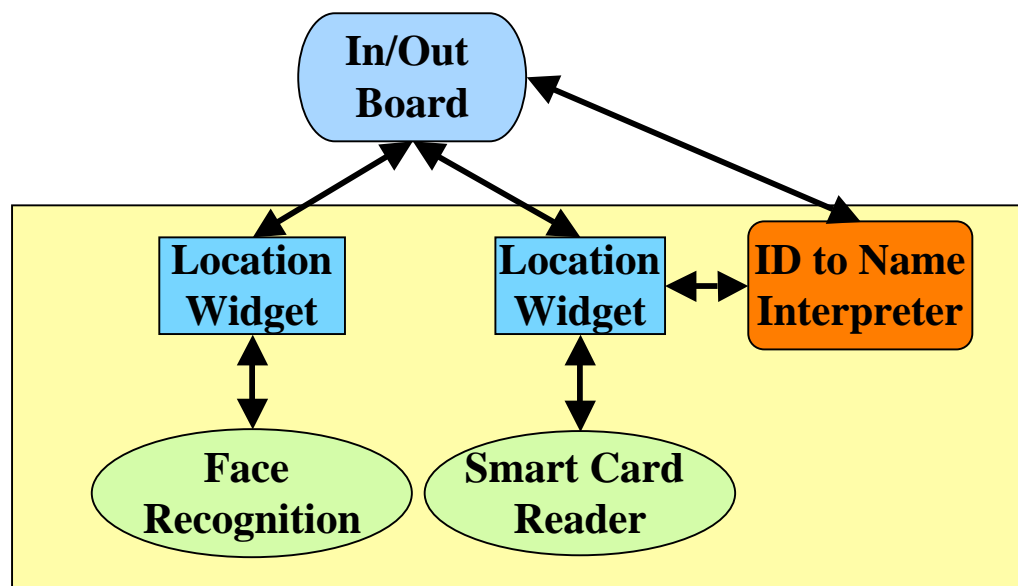 In/Out
Board
Location
Widget
Location
Widget
ID to Name
Interpreter
Face
Recognition
Smart Card
Reader